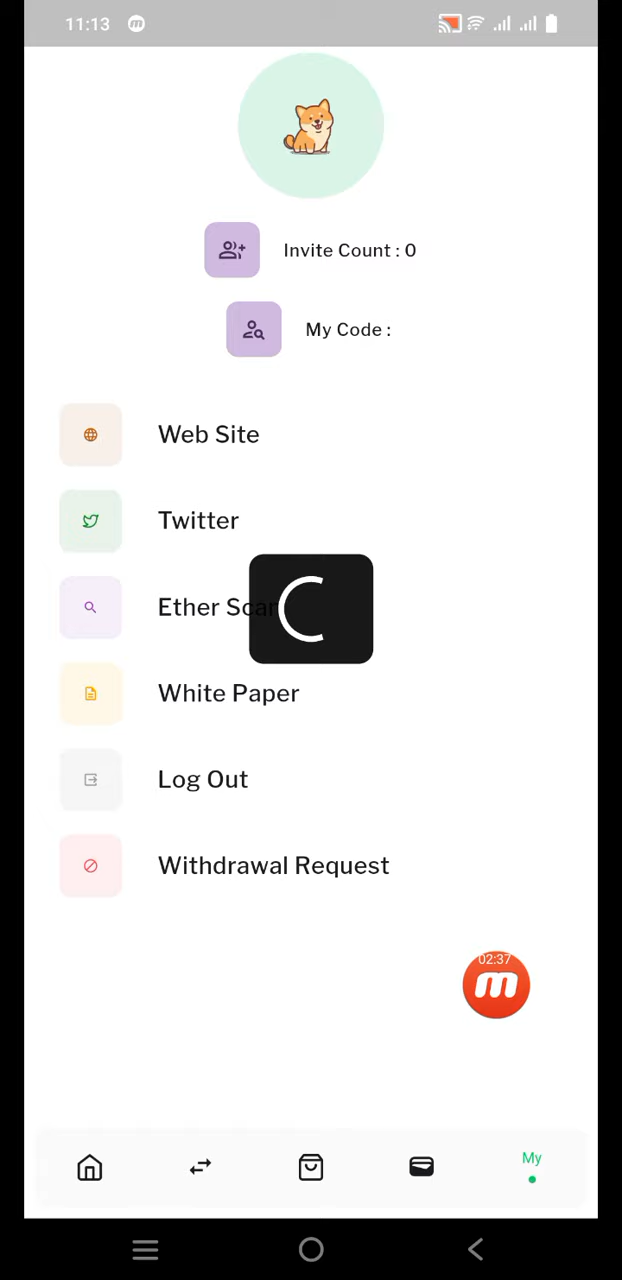 11:13
Invite Count : 0
My Code :
Web Site
Twitter
Ether Scan
White Paper
Log Out
Withdrawal Request
02:37
My